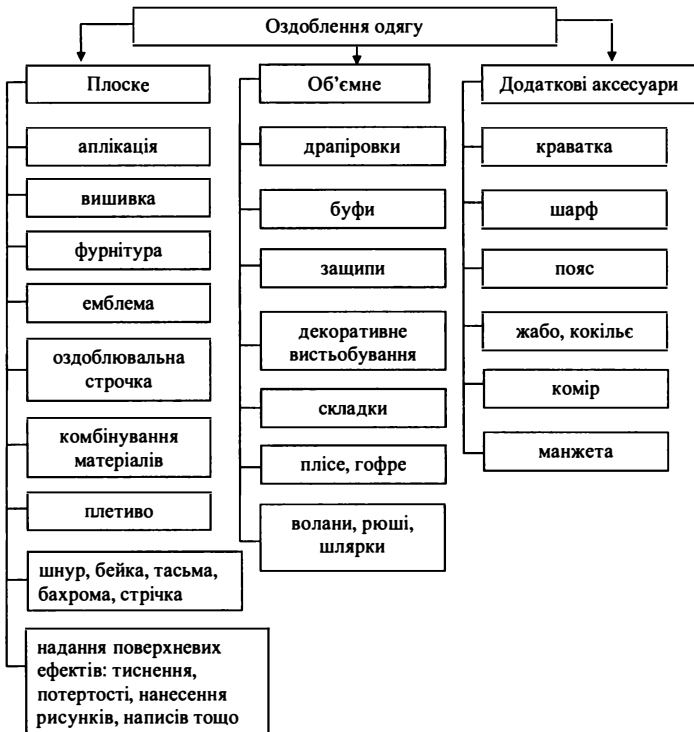 Оздоблення одягу
Плоске
аплікація
вишивка
фурнітура
емблема
оздоблювальна
строчка
комбінування
матеріалів
плетиво
шнур, бейка, тасьма,
бахрома, стрічка
надання поверхневих
ефектів: тиснення,
потертості, нанесення
рисунків, написів тощо
Об’ємне
драпіровки
буфи
защипи
декоративне
вистьобування
складки
плісе, гофре
волани, рюші,
шлярки
Додаткові аксесуари
краватка
шарф
пояс
жабо, кокільє
комір
манжета